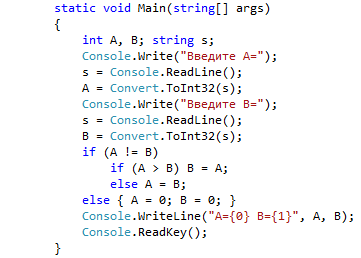 static void Main(string[] args)
{
int A, B; string s;
Console.Write("Введите A=");
s = Console.ReadLine();
A = Convert.ToInt32(s);
Console.Write("Введите B=");
s = Console.ReadLine();
B = Convert.ToInt32(s);
if (A != B)
if (A > B) B = A;
else A = B;
else { A = 0; B = 0; }
Console.WriteLine("A={0} B={1}", A, B);
Console.ReadKey();
}